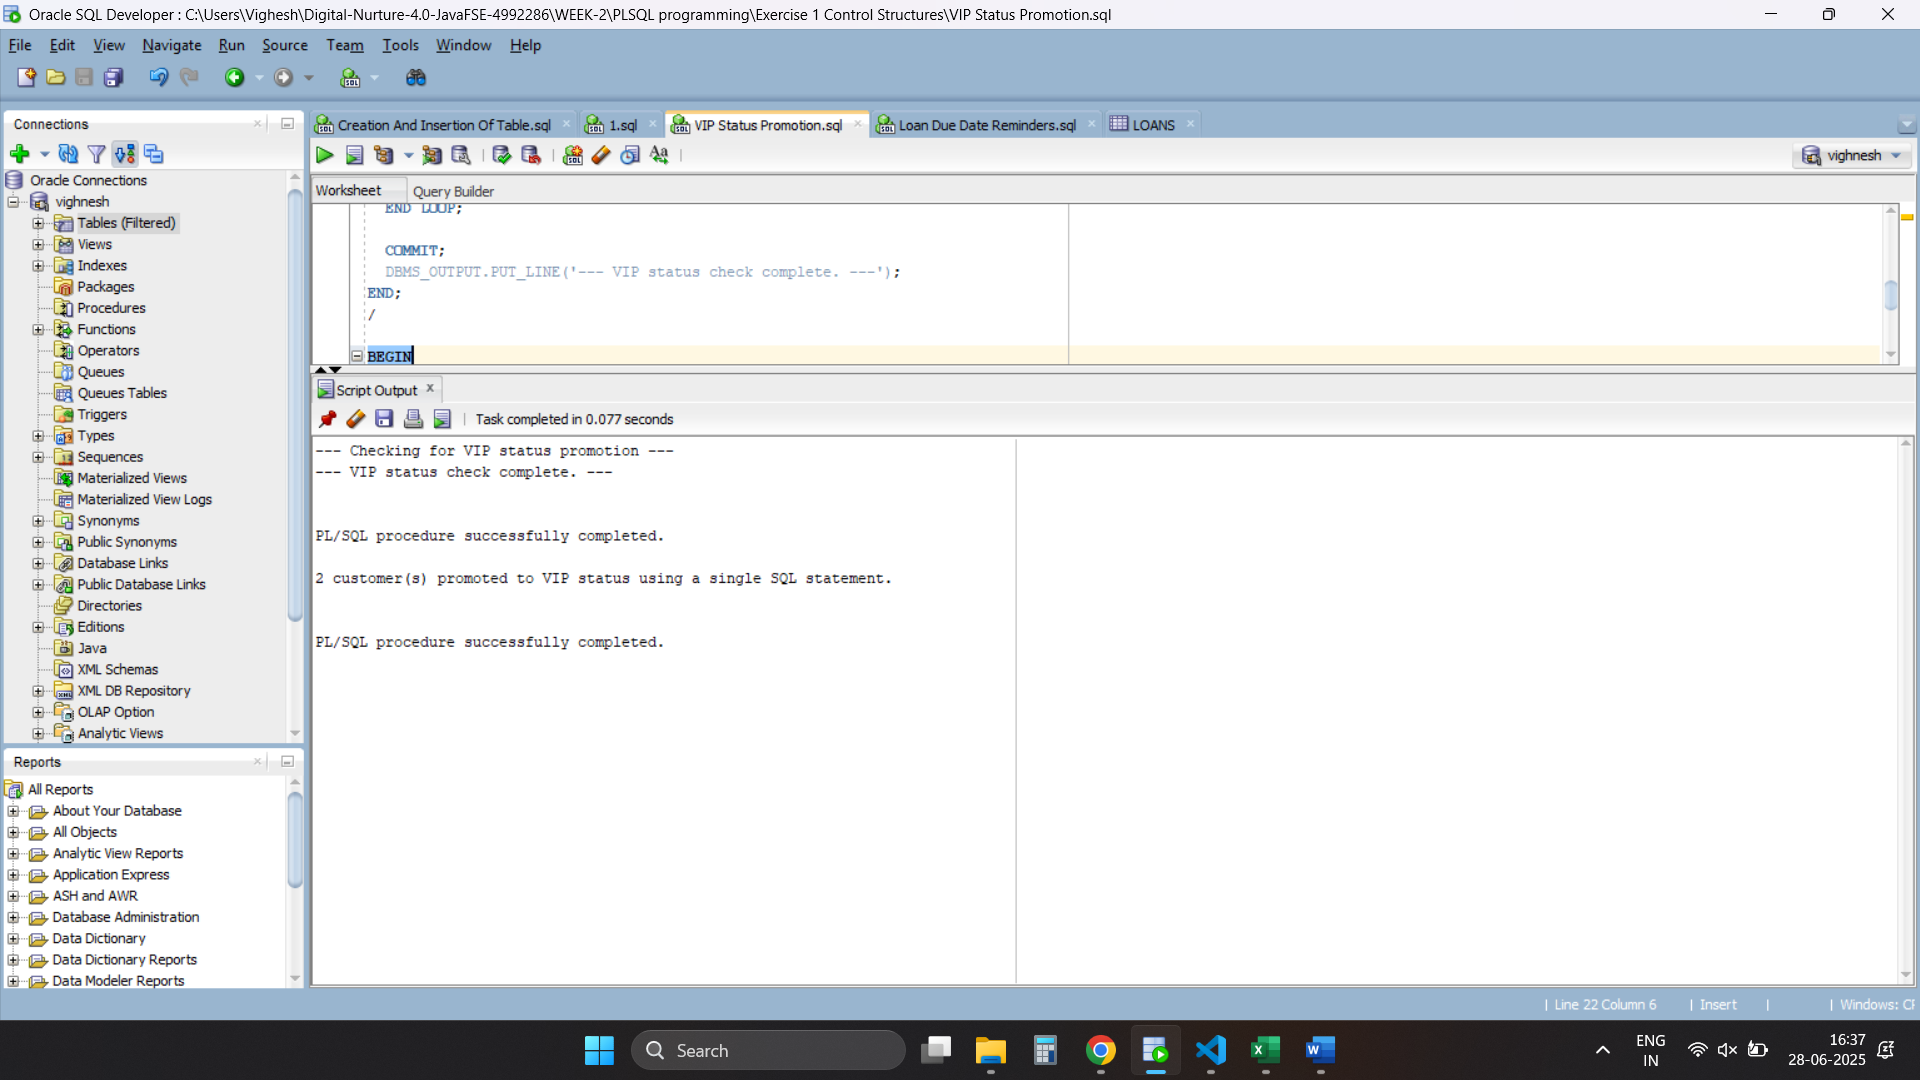 Oracle SQL Developer : C:\Users\Vighesh\Digital-Nurture-4.0-JavaFSE-4992286\WEEK-2\PLSQL programming\Exercise 1 Control Structures\VIP Status Promotion.sql
File Edit View Navigate Run Source Team Tools Window Help
Connections
Creation And Insertion Of Table.sql
1.sql
VIP Status Promotion.sql
Loan Due Date Reminders.sql
LOANS
vighnesh
Oracle Connections
vighnesh
Tables (Filtered)
Views
Indexes
Packages
Procedures
Functions
Operators
Queues
Queues Tables
Triggers
Types
Sequences
Materialized Views
Materialized View Logs
Synonyms
Public Synonyms
Database Links
Public Database Links
Directories
Editions
Java
XML Schemas
XML DB Repository
OLAP Option
Analytic Views
Reports
All Reports
About Your Database
All Objects
Analytic View Reports
Application Express
ASH and AWR
Database Administration
Data Dictionary
Data Dictionary Reports
Data Modeler Reports
Worksheet Query Builder
END LOOP;
COMMIT;
DBMS_OUTPUT.PUT_LINE('--- VIP status check complete. ---');
END;
/
BEGIN
Script Output
Task completed in 0.077 seconds
--- Checking for VIP status promotion ---
--- VIP status check complete. ---
PL/SQL procedure successfully completed.
2 customer(s) promoted to VIP status using a single SQL statement.
PL/SQL procedure successfully completed.
Line 22 Column 6 | Insert | Windows:
Search
ENG
IN
16:37
28-06-2025